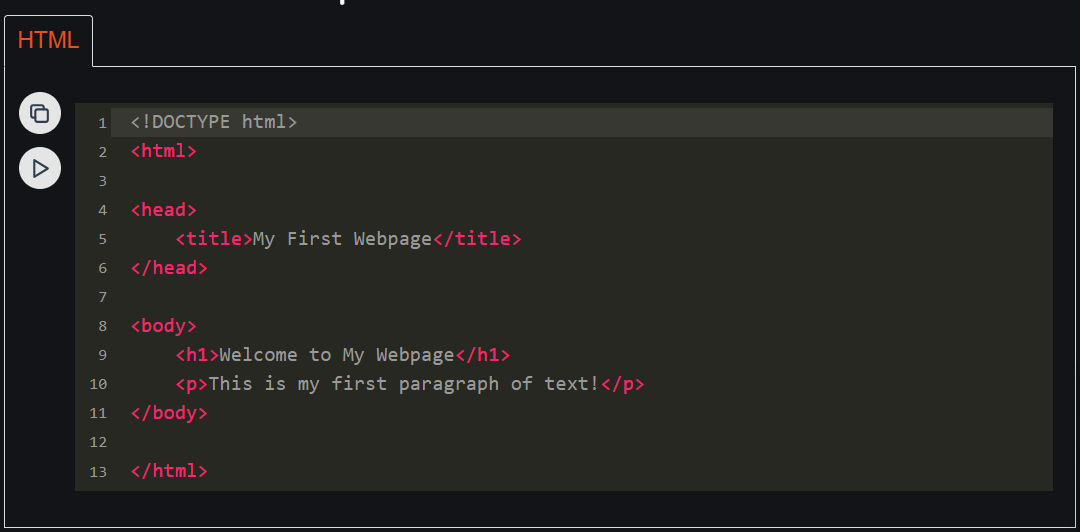 HTML
1 <!DOCTYPE html>
2 <html>
3
4 <head>
5     <title>My First Webpage</title>
6 </head>
7
8 <body>
9     <h1>Welcome to My Webpage</h1>
10     <p>This is my first paragraph of text!</p>
11 </body>
12
13 </html>